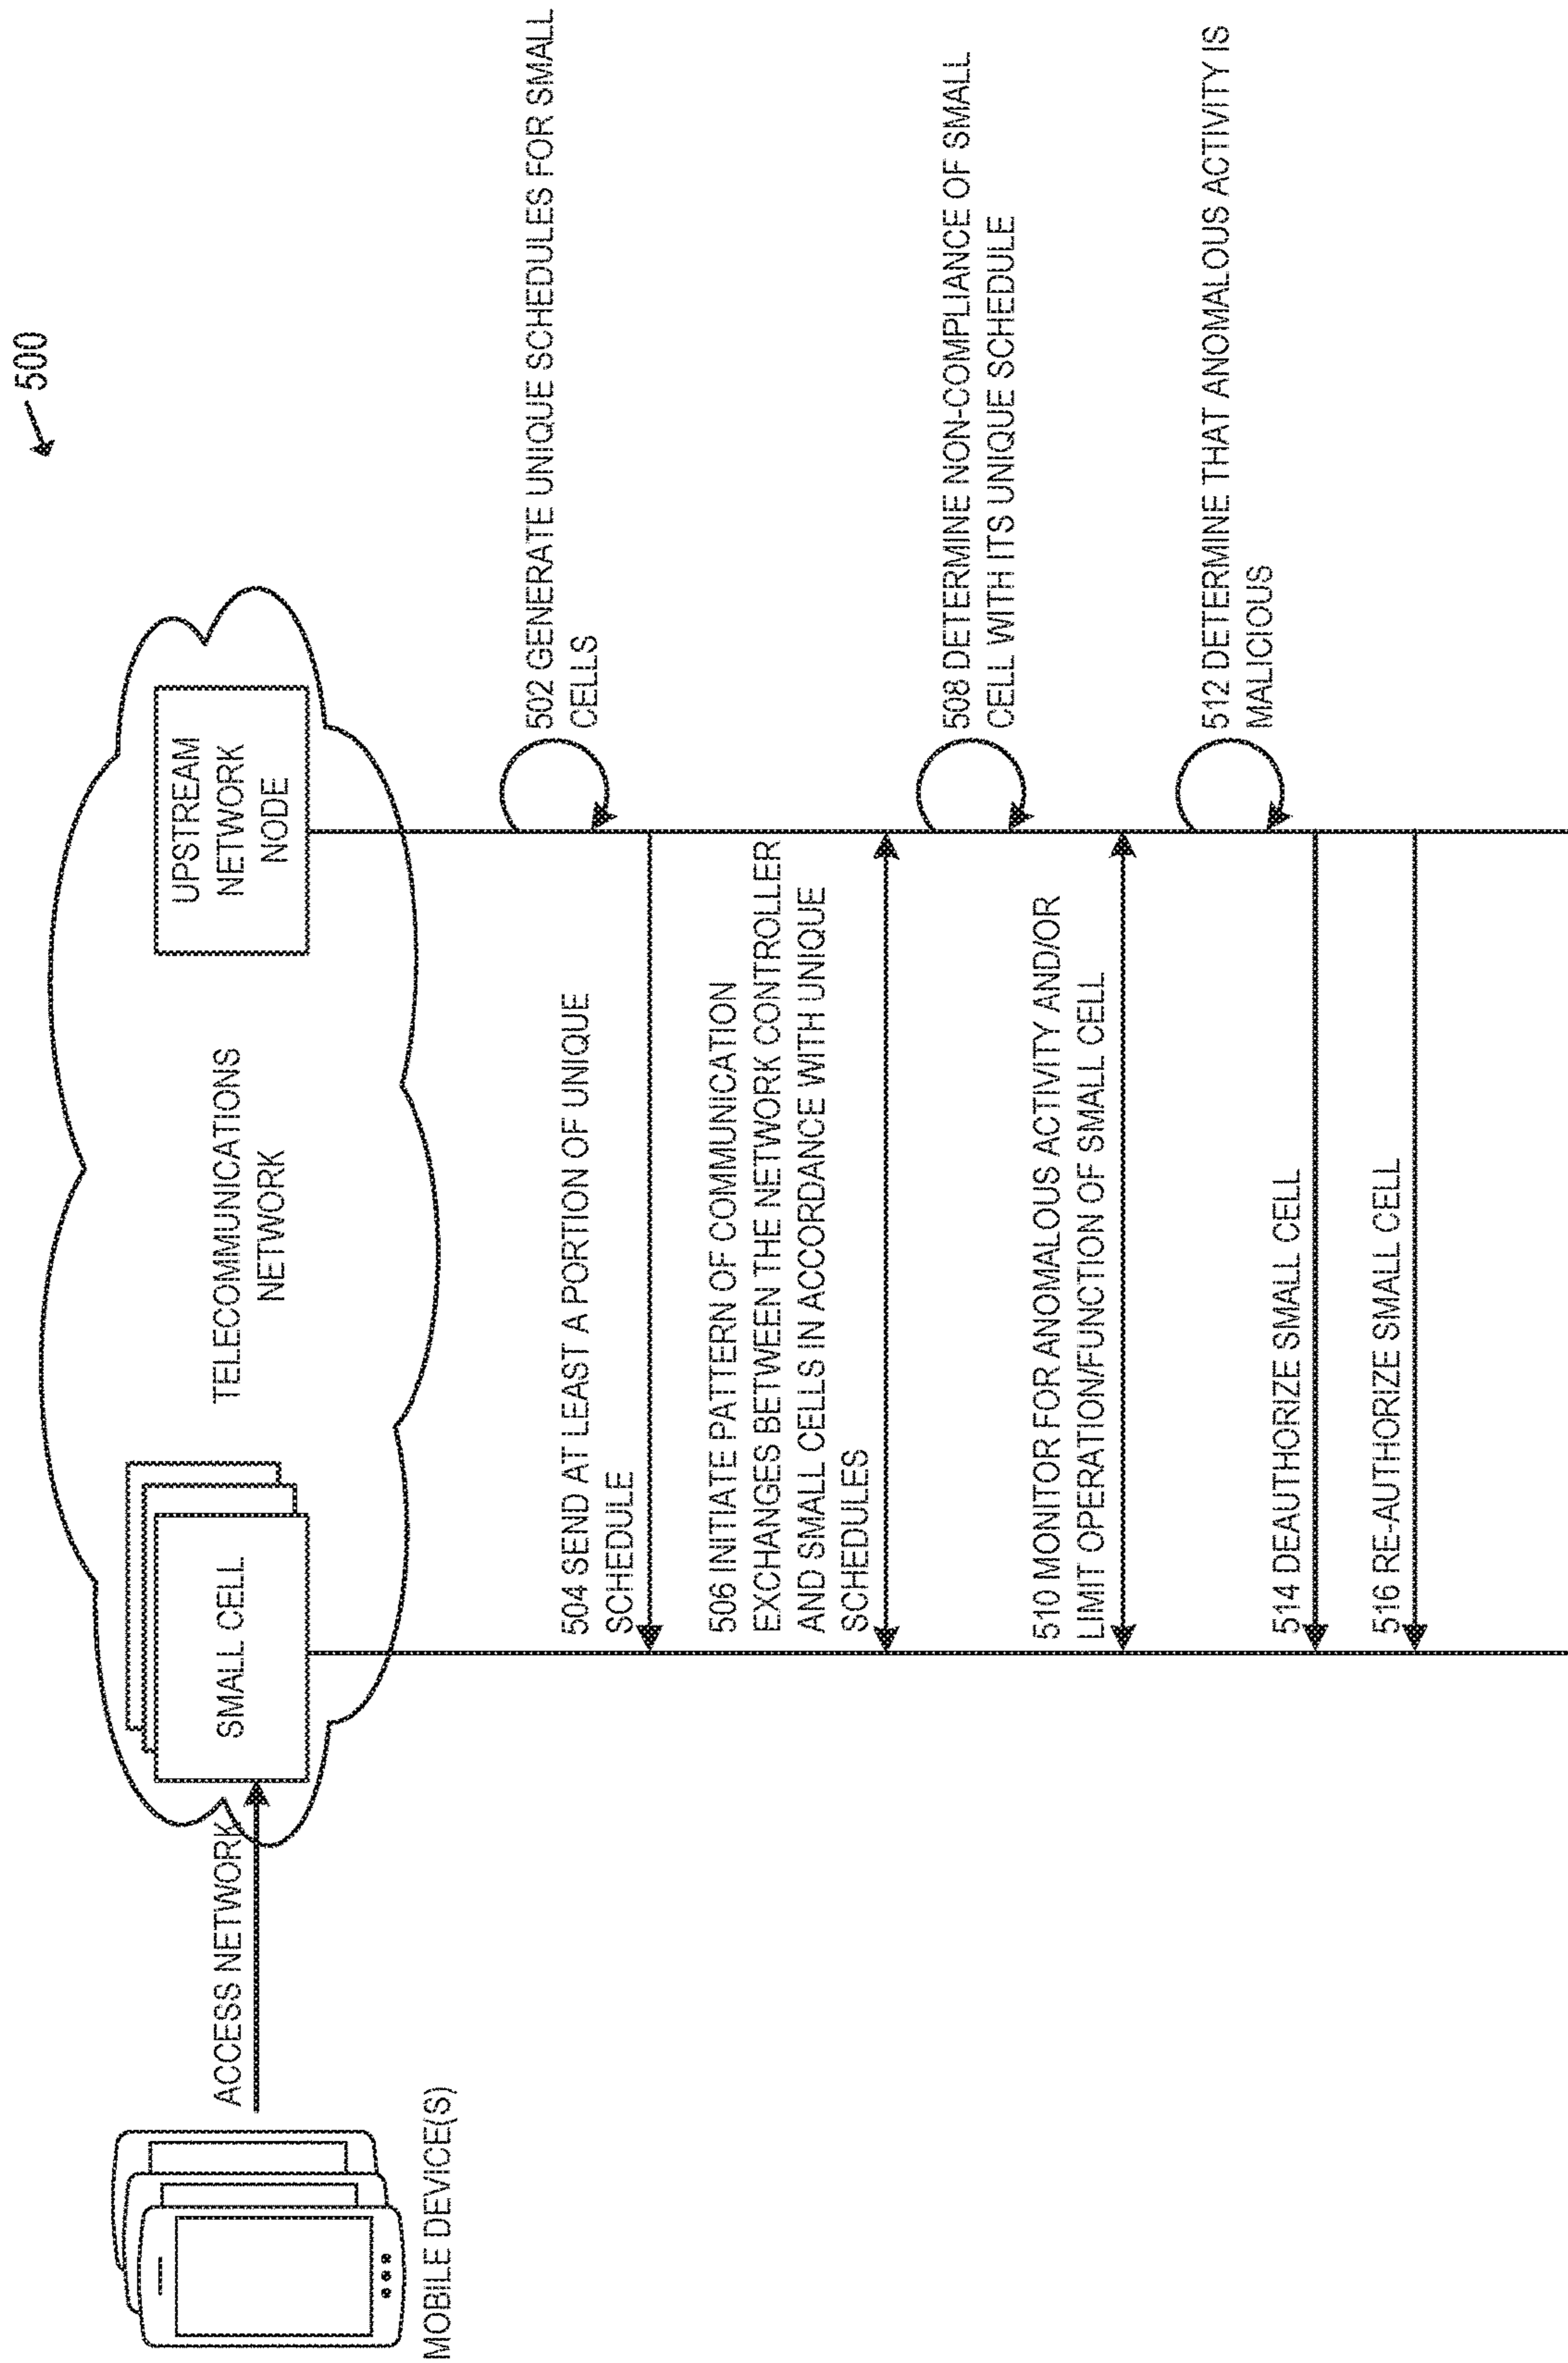 500
MOBILE DEVICE(S)
ACCESS NETWORK
SMALL CELL
TELECOMMUNICATIONS
NETWORK
UPSTREAM
NETWORK
NODE
502 GENERATE UNIQUE SCHEDULES FOR SMALL
CELLS
504 SEND AT LEAST A PORTION OF UNIQUE
SCHEDULE
506 INITIATE PATTERN OF COMMUNICATION
EXCHANGES BETWEEN THE NETWORK CONTROLLER
AND SMALL CELLS IN ACCORDANCE WITH UNIQUE
SCHEDULES
508 DETERMINE NON-COMPLIANCE OF SMALL
CELL WITH ITS UNIQUE SCHEDULE
510 MONITOR FOR ANOMALOUS ACTIVITY AND/OR
LIMIT OPERATION/FUNCTION OF SMALL CELL
512 DETERMINE THAT ANOMALOUS ACTIVITY IS
MALICIOUS
514 DEAUTHORIZE SMALL CELL
516 RE-AUTHORIZE SMALL CELL